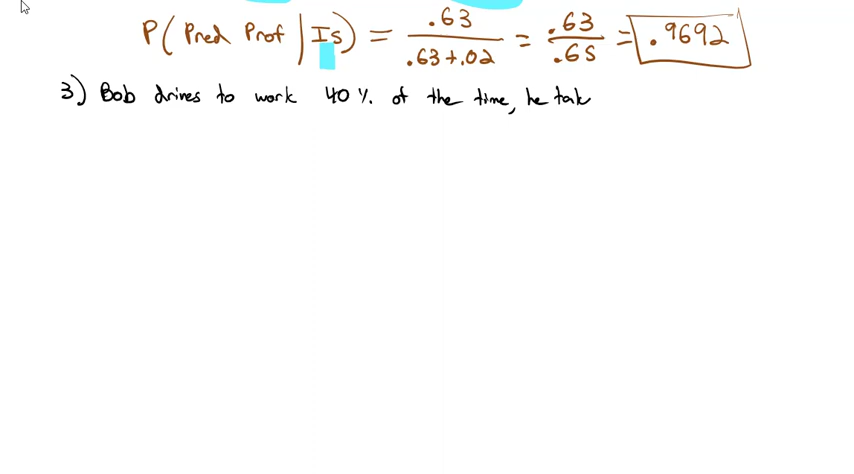 P( Pred Prof | Is) = .63 / .63+.02 = .63 / .65 = .9692
3) Bob drives to work 40 % of the time, he tak